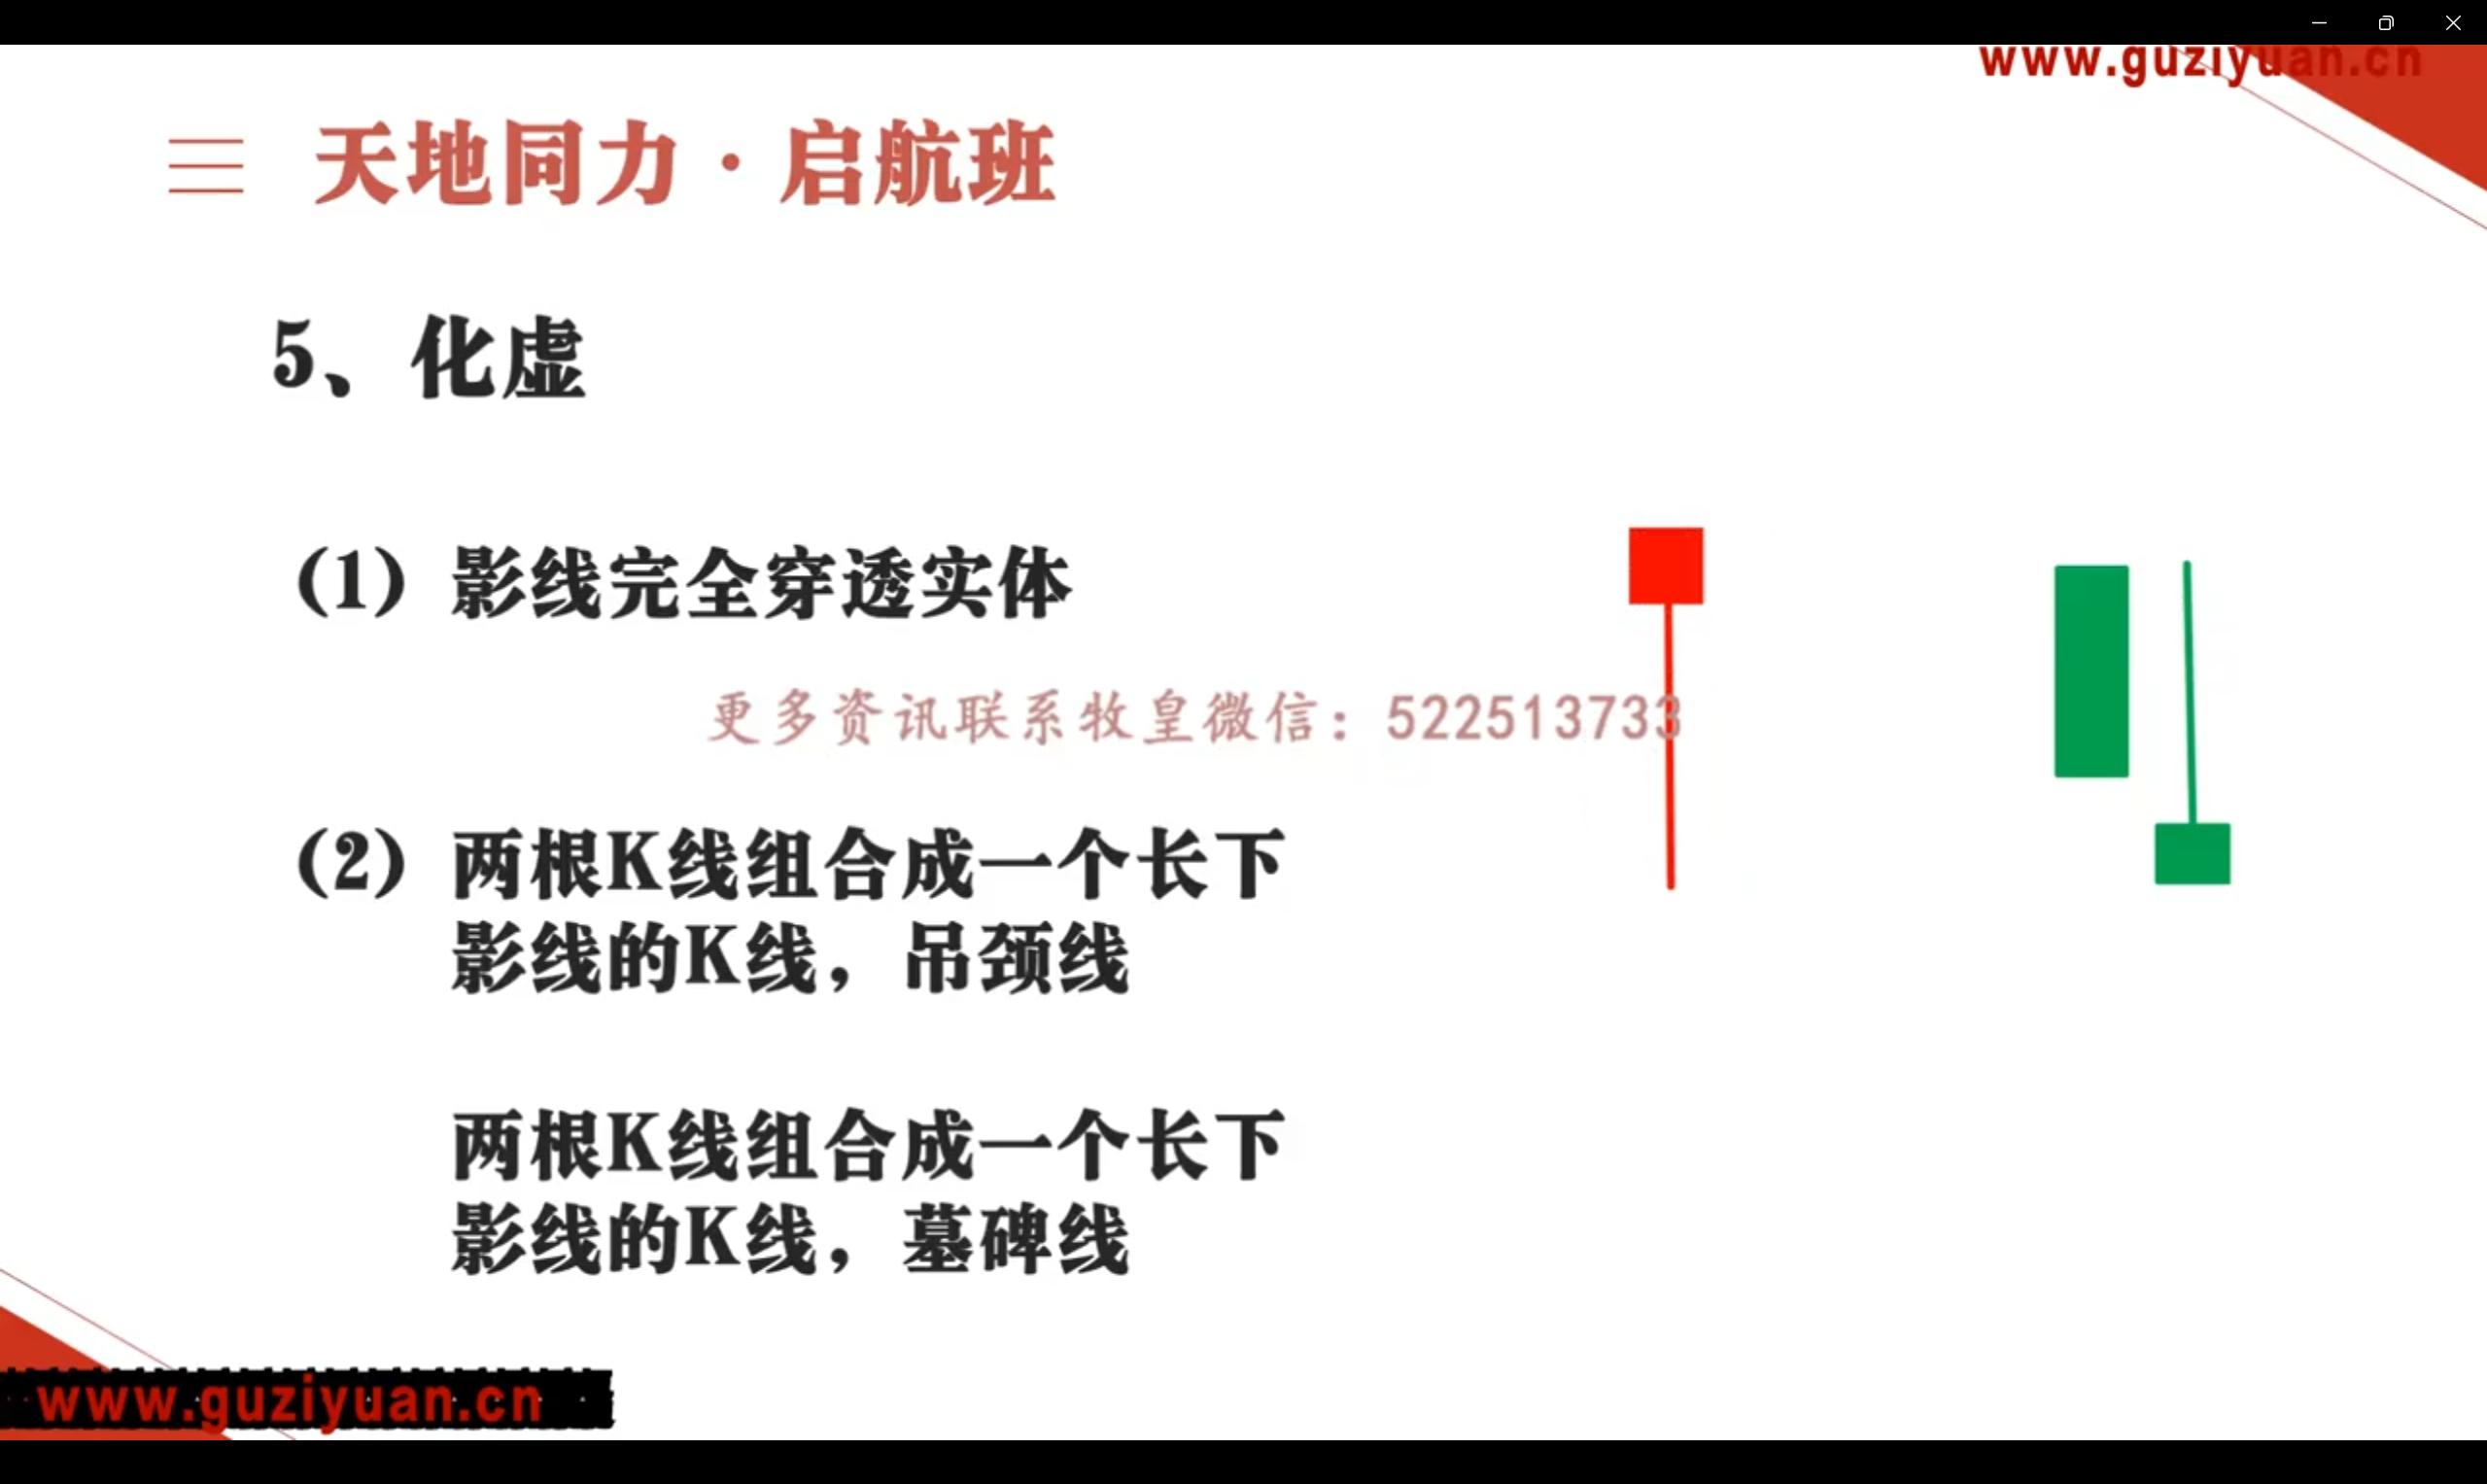 www.guziyuan.cn
天地同力·启航班
5、化虚
（1）影线完全穿透实体
更多资讯联系牧皇微信：522513733
（2）两根K线组合成一个长下
影线的K线，吊颈线
两根K线组合成一个长下
影线的K线，墓碑线
www.guziyuan.cn